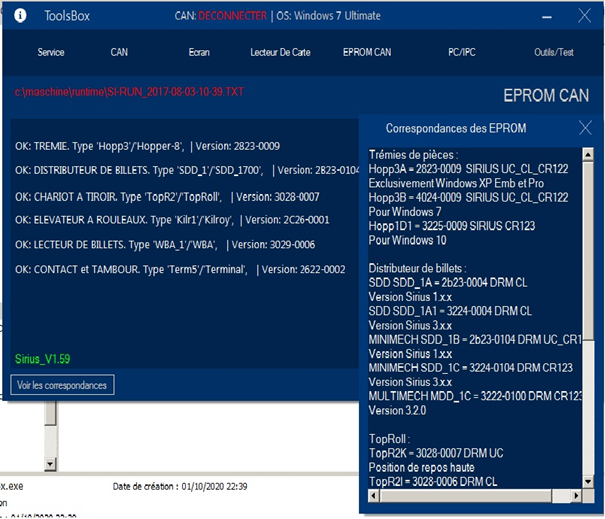 ToolsBox
CAN: DECONNECTER | OS: Windows 7 Ultimate
Service
CAN
Ecran
Lecteur De Carte
EPROM CAN
PC/IPC
Outils/Test
c:\maschine\runtime\SI-RUN_2017-08-03-10-39.TXT
EPROM CAN
OK: TREMIE. Type 'Hopp3'/Hopper-8', | Version: 2823-0009
OK: DISTRIBUTEUR DE BILLETS. Type 'SDD_1'/'SDD_1700', | Version: 2B23-0104
OK: CHARIOT A TIROIR. Type 'TopR2'/'TopRoll', | Version: 3028-0007
OK: ELEVATEUR A ROULEAUX. Type 'Kilr1'/'Kilroy', | Version: 2C26-0001
OK: LECTEUR DE BILLETS. Type 'WBA_1'/'WBA', | Version: 3029-0006
OK: CONTACT et TAMBOUR. Type 'Term5'/'Terminal', | Version: 2622-0002
Sirius_V1.59
Voir les correspondances
Correspondances des EPROM
Trémies de pièces :
Hopp3A = 2823-0009 SIRIUS UC_CL_CR122
Exclusivement Windows XP Emb et Pro
Hopp3B = 4024-0009 SIRIUS UC_CL_CR122
Pour Windows 7
Hopp1D1 = 3225-0009 SIRIUS CR123
Pour Windows 10
Distributeur de billets :
SDD SDD_1A = 2b23-0004 DRM CL
Version Sirius 1.x.x
SDD SDD_1A1 = 3224-0004 DRM CL
Version Sirius 3.x.x
MINIMECH SDD_1B = 2b23-0104 DRM UC_CR1
Version Sirius 1.x.x
MINIMECH SDD_1C = 3224-0104 DRM CR123
Version Sirius 3.x.x
MULTIMECH MDD_1C = 3222-0100 DRM CR123
Version 3.2.0
TopRoll :
TopR2K = 3028-0007 DRM UC
Position de repos haute
TopR2I = 3028-0006 DRM CL
x.exe
Date de création : 01/10/2020 22:39
on